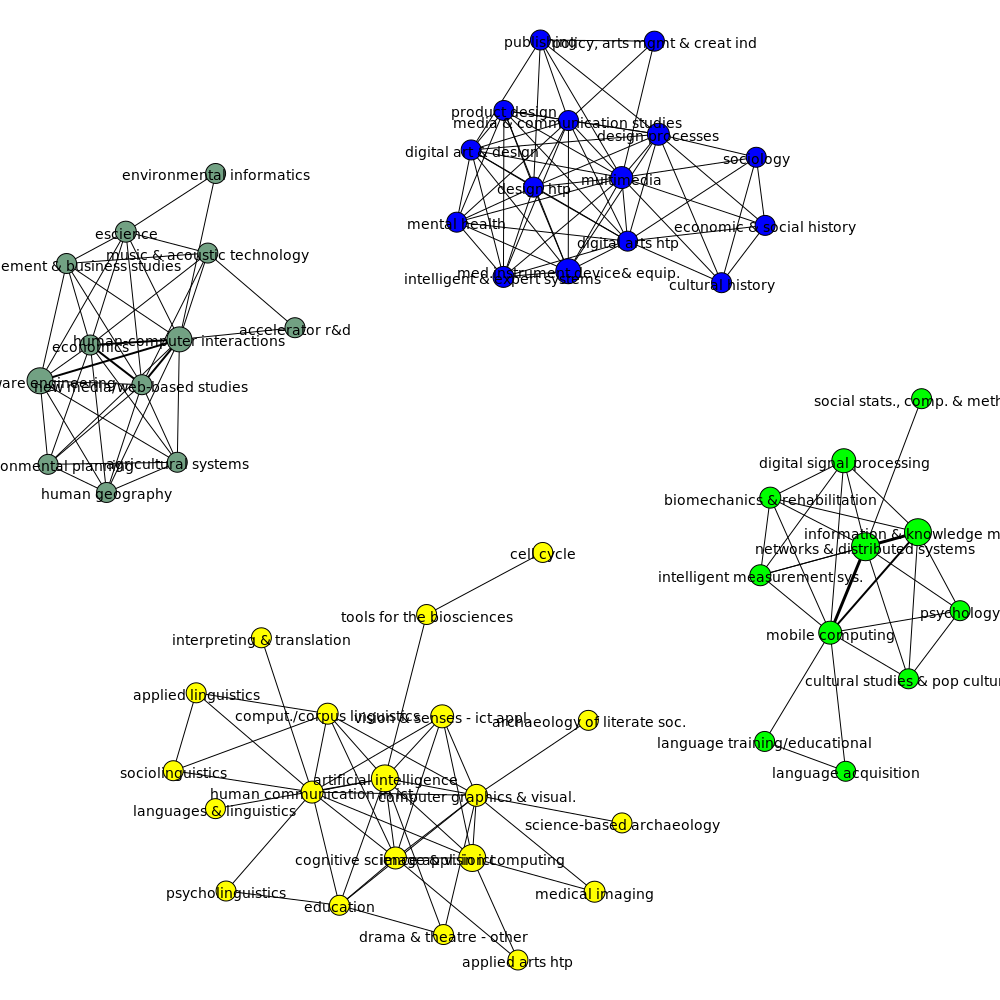 publishing
policy, arts mgmt & creat ind
product design
media & communication studies
design processes
digital art & design
sociology
environmental informatics
multimedia
design htp
mental health
economic & social history
escience
digital arts htp
music & acoustic technology
ement & business studies
med.instrument,device& equip.
intelligent & expert systems
cultural history
accelerator r&d
human-computer interactions
economics
ware engineering
new media/web-based studies
social stats., comp. & meth
onmental planning
agricultural systems
digital signal processing
human geography
biomechanics & rehabilitation
information & knowledge m
networks & distributed systems
cell cycle
intelligent measurement sys.
tools for the biosciences
psychology
mobile computing
interpreting & translation
cultural studies & pop cultur
applied linguistics
comput./corpus linguistics
vision & senses - ict appl.
archaeology of literate soc.
language training/educational
sociolinguistics
language acquisition
artificial intelligence
human communication in ict
computer graphics & visual.
languages & linguistics
science-based archaeology
cognitive science appl. in ict
image & vision computing
psycholinguistics
medical imaging
education
drama & theatre - other
applied arts htp